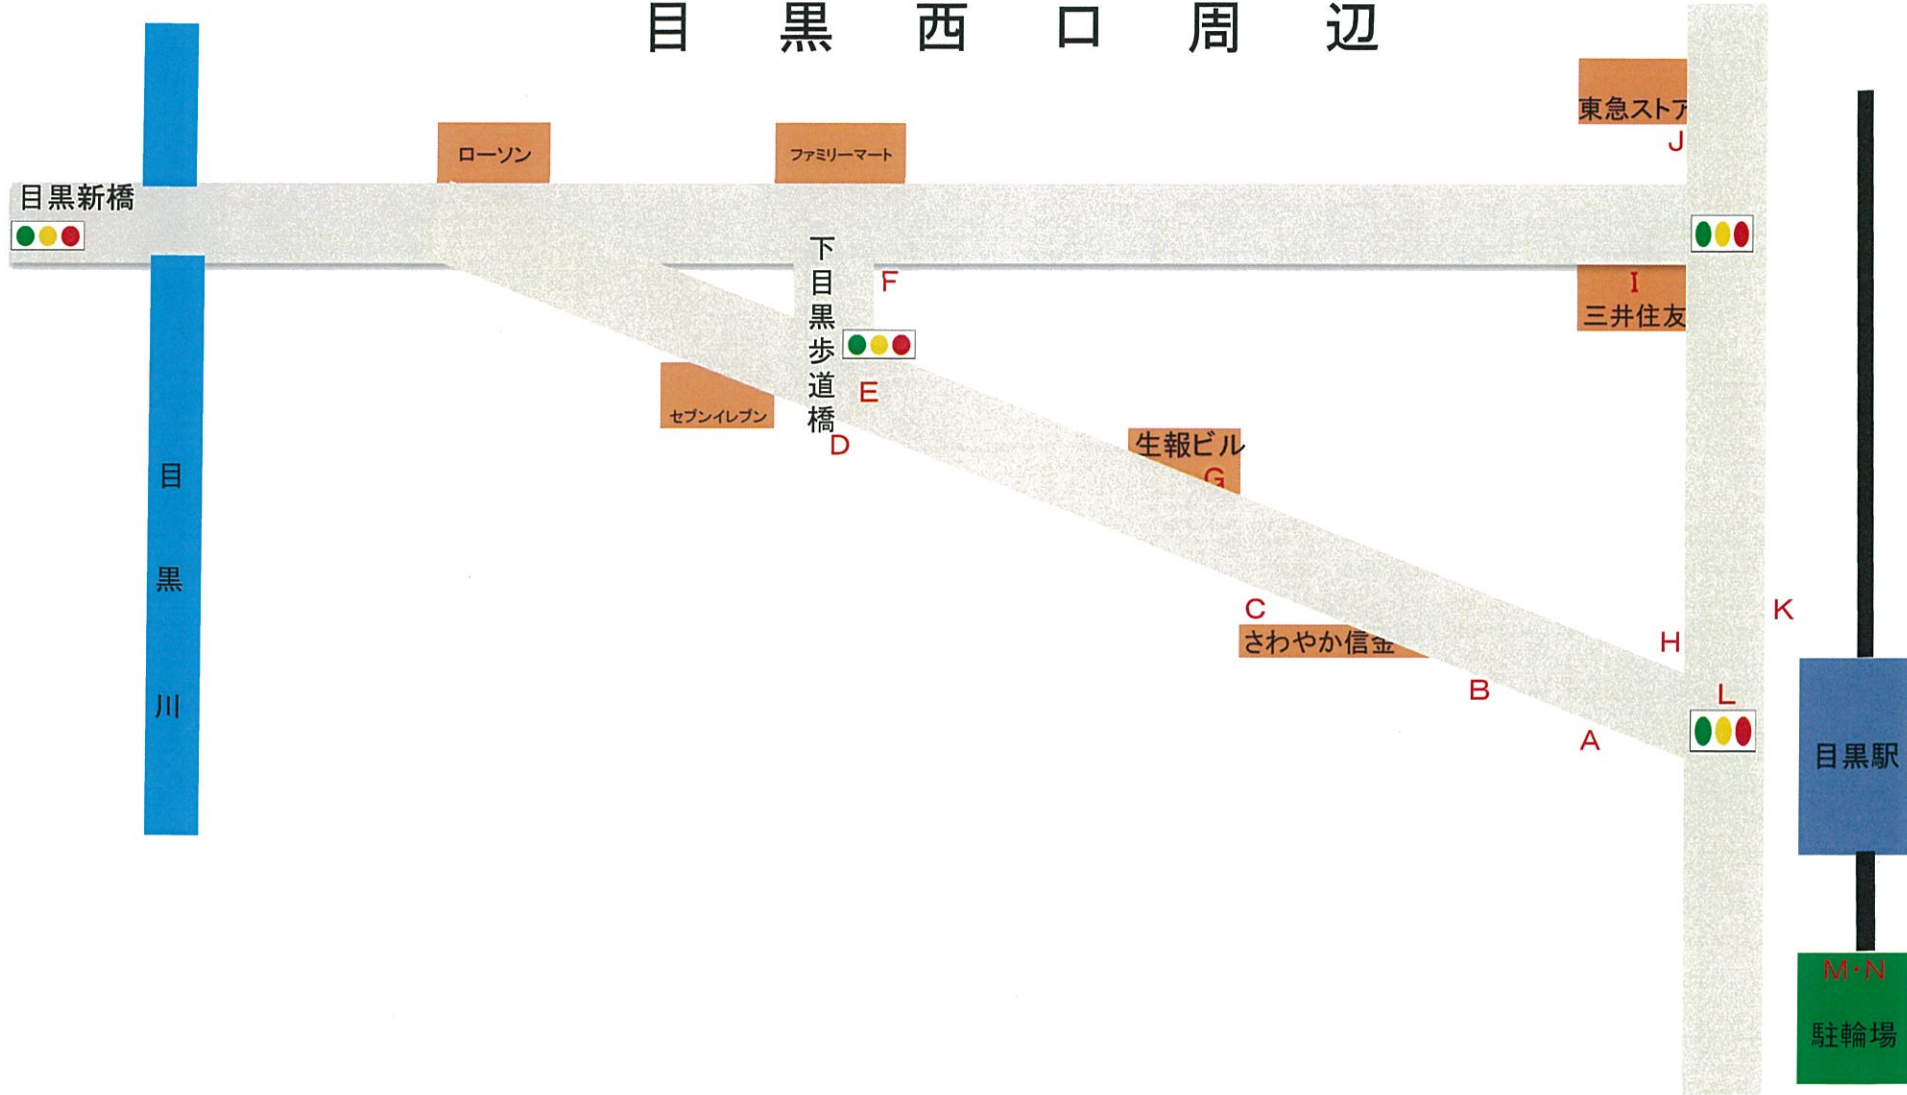 目黒西口周辺
東急ストア
J
ローソン
ファミリーマート
目黒新橋
下目黒歩道橋
F
I
三井住友
E
セブンイレブン
D
生報ビル
G
目黒川
C
K
さわやか信金
H
B
L
A
目黒駅
M・N
駐輪場